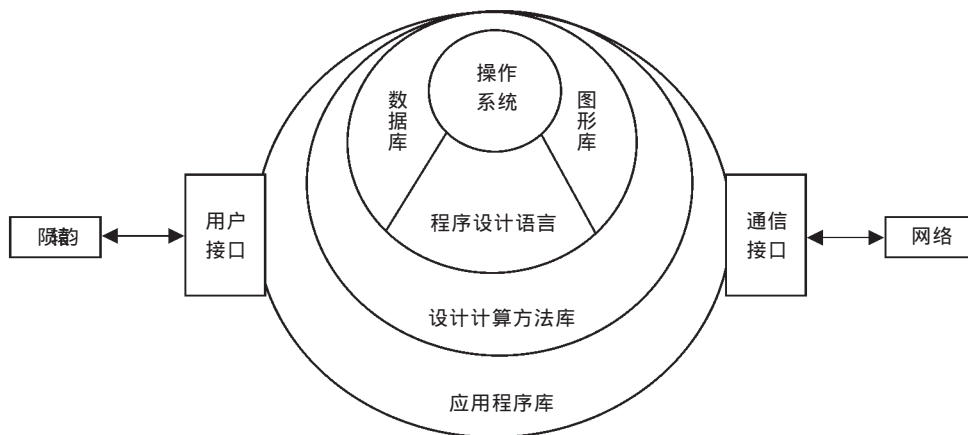 操作
系统
数据库
图形库
程序设计语言
用户
接口
通信
接口
网络
设计计算方法库
应用程序库